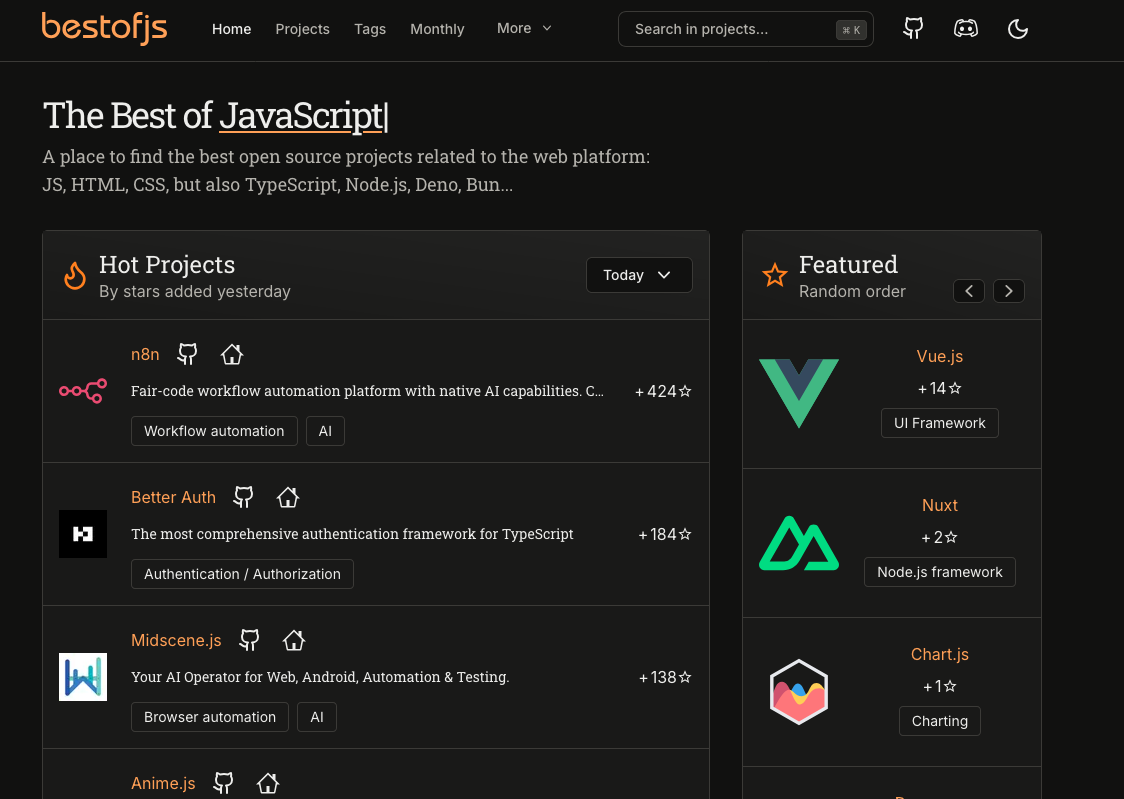 bestofjs
Home Projects Tags Monthly More
Search in projects... ⌘ K
The Best of JavaScript|
A place to find the best open source projects related to the web platform:
JS, HTML, CSS, but also TypeScript, Node.js, Deno, Bun...
Hot Projects
By stars added yesterday
Today
n8n
Fair-code workflow automation platform with native AI capabilities. C...
+424☆
Workflow automation AI
Better Auth
The most comprehensive authentication framework for TypeScript
+184☆
Authentication / Authorization
Midscene.js
Your AI Operator for Web, Android, Automation & Testing.
+138☆
Browser automation AI
Anime.js
Featured
Random order
Vue.js
+14☆
UI Framework
Nuxt
+2☆
Node.js framework
Chart.js
+1☆
Charting